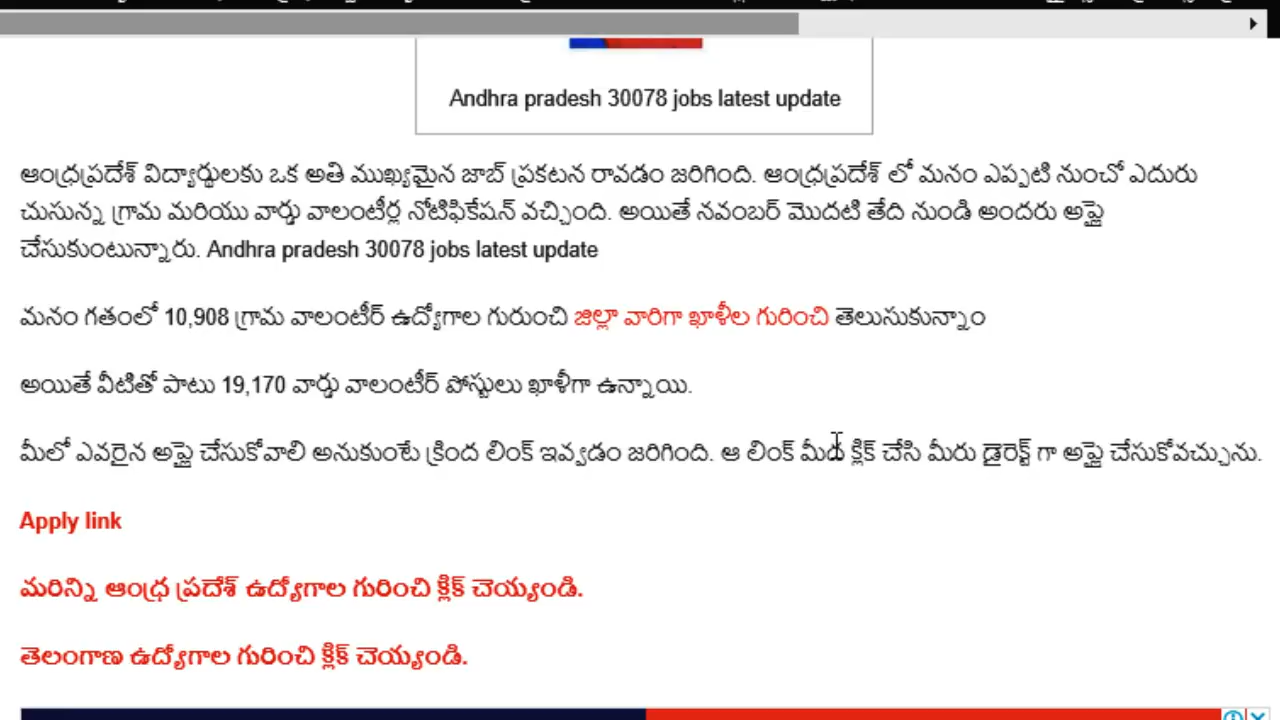 Andhra pradesh 30078 jobs latest update
ఆంధ్రప్రదేశ్ విద్యార్థులకు ఒక అతి ముఖ్యమైన జాబ్ ప్రకటన రావడం జరిగింది. ఆంధ్రప్రదేశ్ లో మనం ఎప్పటి నుంచో ఎదురు
చుసున్న గ్రామ మరియు వార్డు వాలంటీర్ల నోటిఫికేషన్ వచ్చింది. అయితే నవంబర్ మొదటి తేది నుండి అందరు అప్లై
చేసుకుంటున్నారు. Andhra pradesh 30078 jobs latest update
మనం గతంలో 10,908 గ్రామ వాలంటీర్ ఉద్యోగాల గురుంచి జిల్లా వారిగా ఖాళీల గురించి తెలుసుకున్నాం
అయితే వీటితో పాటు 19,170 వార్డు వాలంటీర్ పోస్టులు ఖాళీగా ఉన్నాయి.
మీలో ఎవరైన అప్లై చేసుకోవాలి అనుకుంటే క్రింద లింక్ ఇవ్వడం జరిగింది. ఆ లింక్ మీద క్లిక్ చేసి మీరు డైరెక్ట్ గా అప్లై చేసుకోవచ్చును.
Apply link
మరిన్ని ఆంధ్ర ప్రదేశ్ ఉద్యోగాల గురించి క్లిక్ చెయ్యండి.
తెలంగాణ ఉద్యోగాల గురించి క్లిక్ చెయ్యండి.